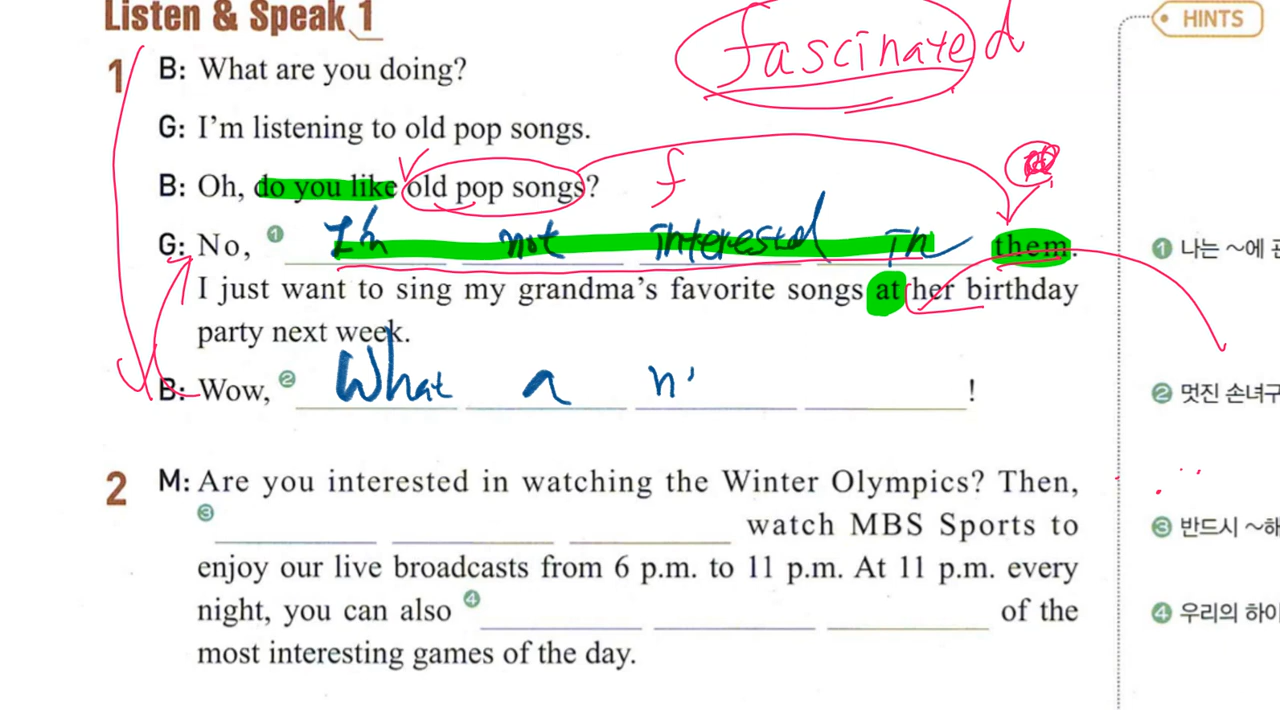 Listen & Speak 1
fascinated
HINTS
1 B: What are you doing?
G: I'm listening to old pop songs.
B: Oh, do you like old pop songs?
f
G: No, ① I'm not interested in them.
① 나는 ~에 관
I just want to sing my grandma's favorite songs at her birthday
party next week.
B: Wow, ② What a ni !
② 멋진 손녀구
2 M: Are you interested in watching the Winter Olympics? Then,
③ watch MBS Sports to
③ 반드시 ~해
enjoy our live broadcasts from 6 p.m. to 11 p.m. At 11 p.m. every
night, you can also ④ of the
④ 우리의 하이
most interesting games of the day.